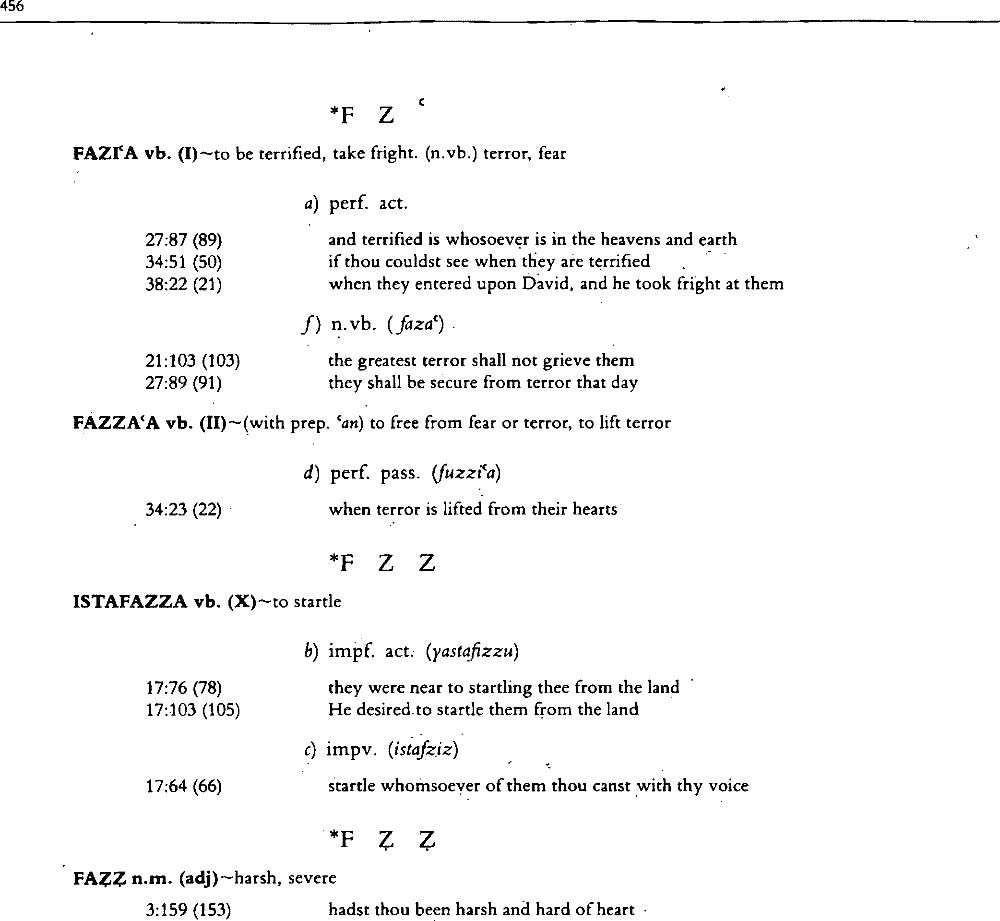 456
*F Z ʿ
FAZIʿA vb. (I)~to be terrified, take fright. (n.vb.) terror, fear
a) perf. act.
27:87 (89) and terrified is whosoever is in the heavens and earth
34:51 (50) if thou couldst see when they are terrified
38:22 (21) when they entered upon David, and he took fright at them
f) n.vb. (fazaʿ)
21:103 (103) the greatest terror shall not grieve them
27:89 (91) they shall be secure from terror that day
FAZZAʿA vb. (II)~(with prep. ʿan) to free from fear or terror, to lift terror
d) perf. pass. (fuzziʿa)
34:23 (22) when terror is lifted from their hearts
*F Z Z
ISTAFAZZA vb. (X)~to startle
b) impf. act. (yastafizzu)
17:76 (78) they were near to startling thee from the land
17:103 (105) He desired to startle them from the land
c) impv. (istafziz)
17:64 (66) startle whomsoever of them thou canst with thy voice
*F Ẓ Ẓ
FAẒẒ n.m. (adj)~harsh, severe
3:159 (153) hadst thou been harsh and hard of heart